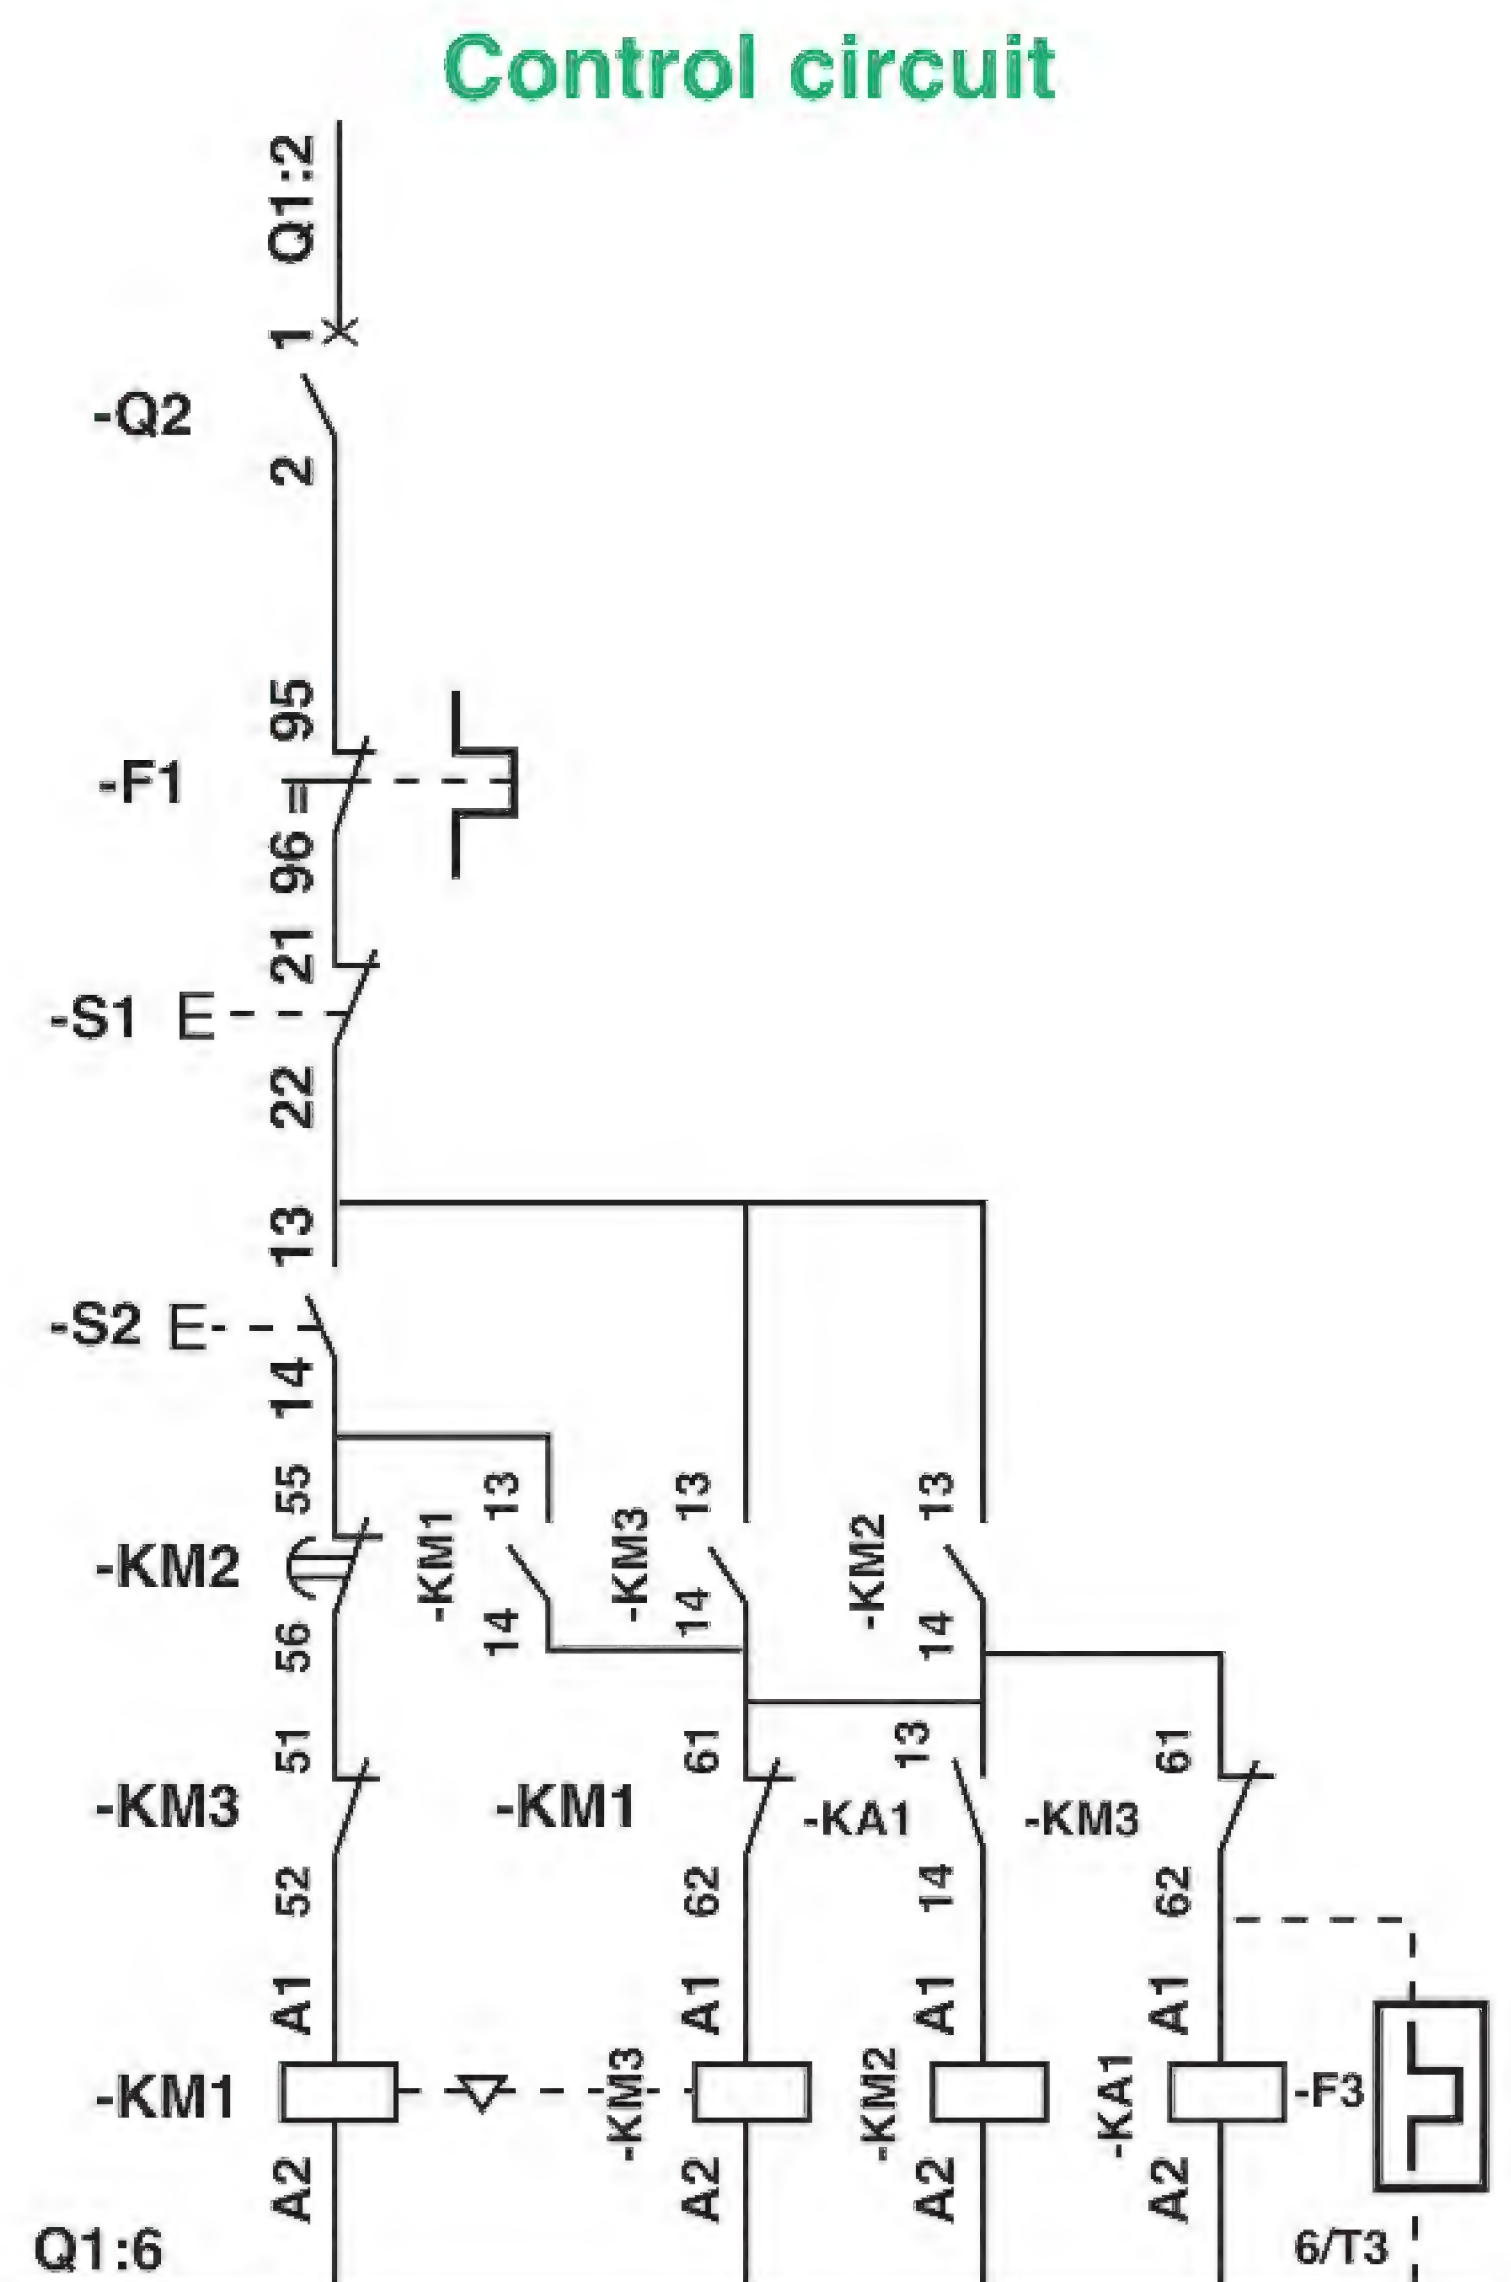 Control circuit
Q1:2
1
-Q2
2
95
-F1
96
21
-S1 E
22
13
-S2 E
14
55
-KM2
56
-KM1
13
14
-KM3
13
14
-KM2
13
14
51
-KM3
52
-KM1
61
62
-KA1
13
14
-KM3
61
62
A1
A1
A1
A1
-KM1
-KM3
-KM2
-KA1
-F3
A2
A2
A2
A2
Q1:6
6/T3